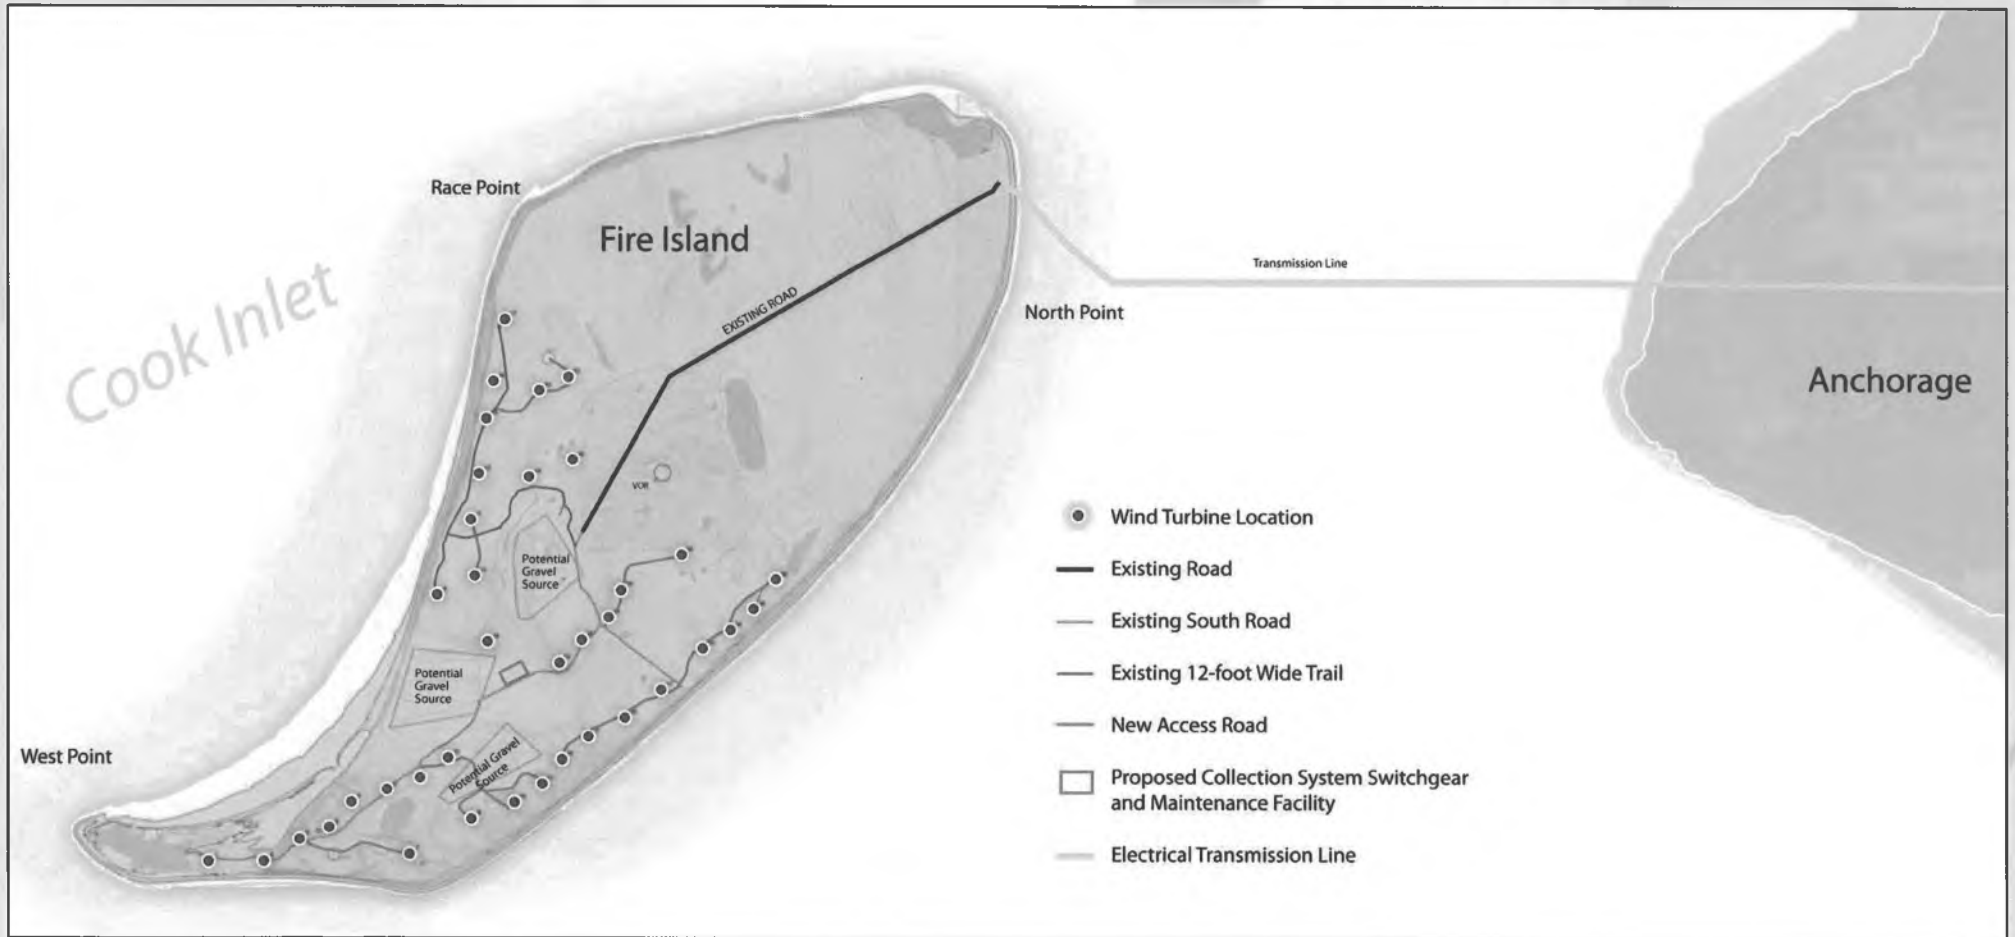 Race Point
Fire Island
Cook Inlet
EXISTING ROAD
Transmission Line
North Point
Anchorage
VOR
Potential
Gravel
Source
Potential
Gravel
Source
Potential Gravel
Source
West Point
Wind Turbine Location
Existing Road
Existing South Road
Existing 12-foot Wide Trail
New Access Road
Proposed Collection System Switchgear
and Maintenance Facility
Electrical Transmission Line